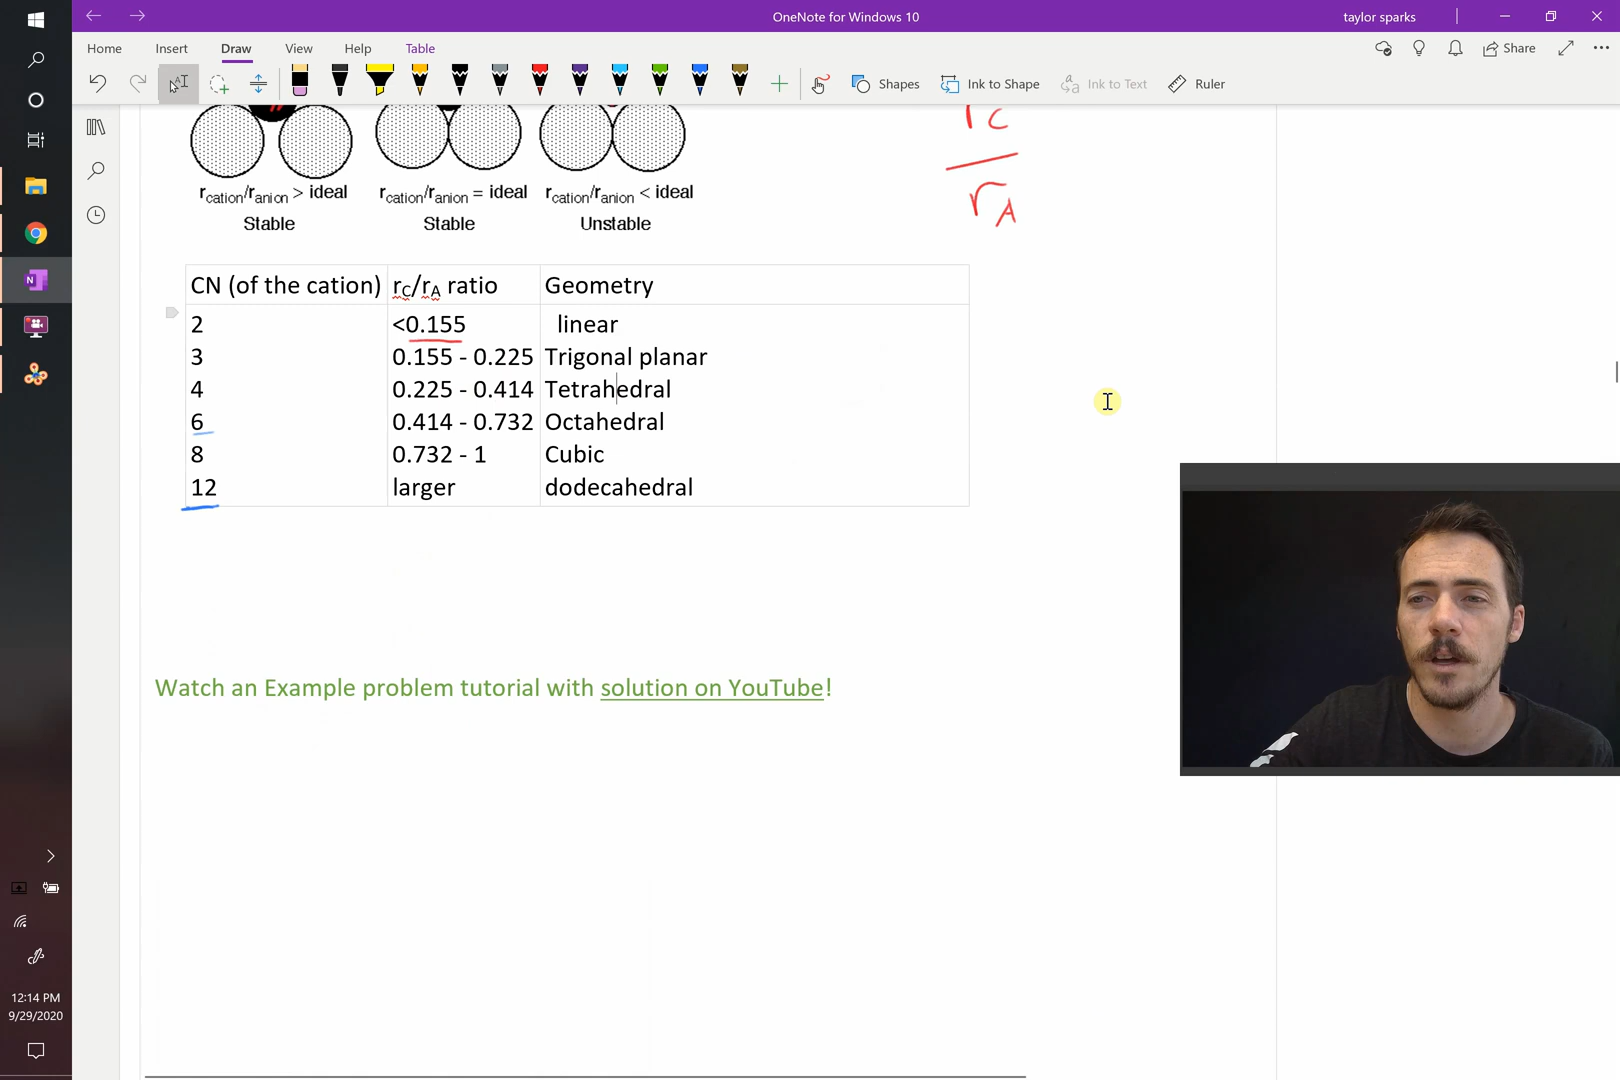 OneNote for Windows 10
taylor sparks
Home Insert Draw View Help Table
Share
Shapes Ink to Shape Ink to Text Ruler
rC
rA
rcation/ranion > ideal rcation/ranion = ideal rcation/ranion < ideal
Stable Stable Unstable
CN (of the cation) rC/rA ratio Geometry
2 <0.155 linear
3 0.155 - 0.225 Trigonal planar
4 0.225 - 0.414 Tetrahedral
6 0.414 - 0.732 Octahedral
8 0.732 - 1 Cubic
12 larger dodecahedral
Watch an Example problem tutorial with solution on YouTube!
12:14 PM
9/29/2020